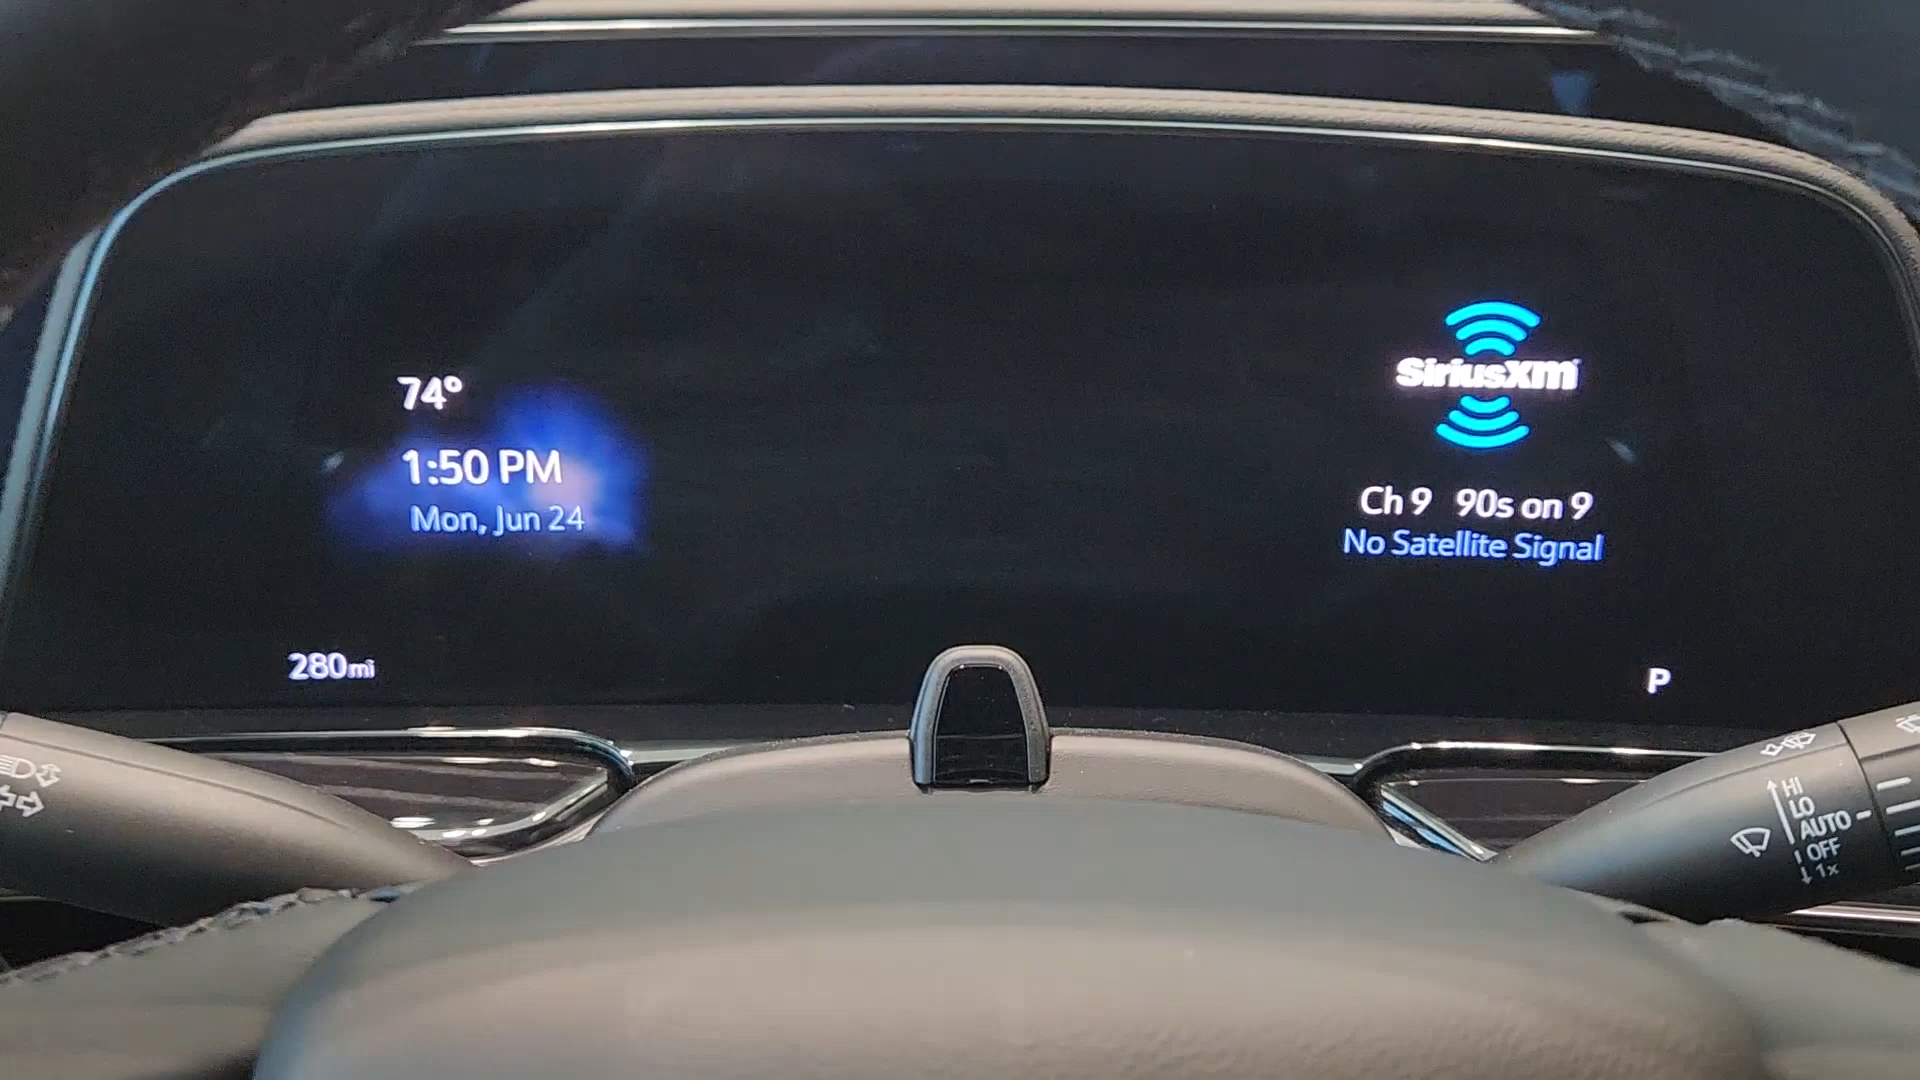 74°
1:50 PM
Mon, Jun 24
280mi
SiriusXM
Ch 9 90s on 9
No Satellite Signal
P
HI
LO
AUTO
OFF
1x